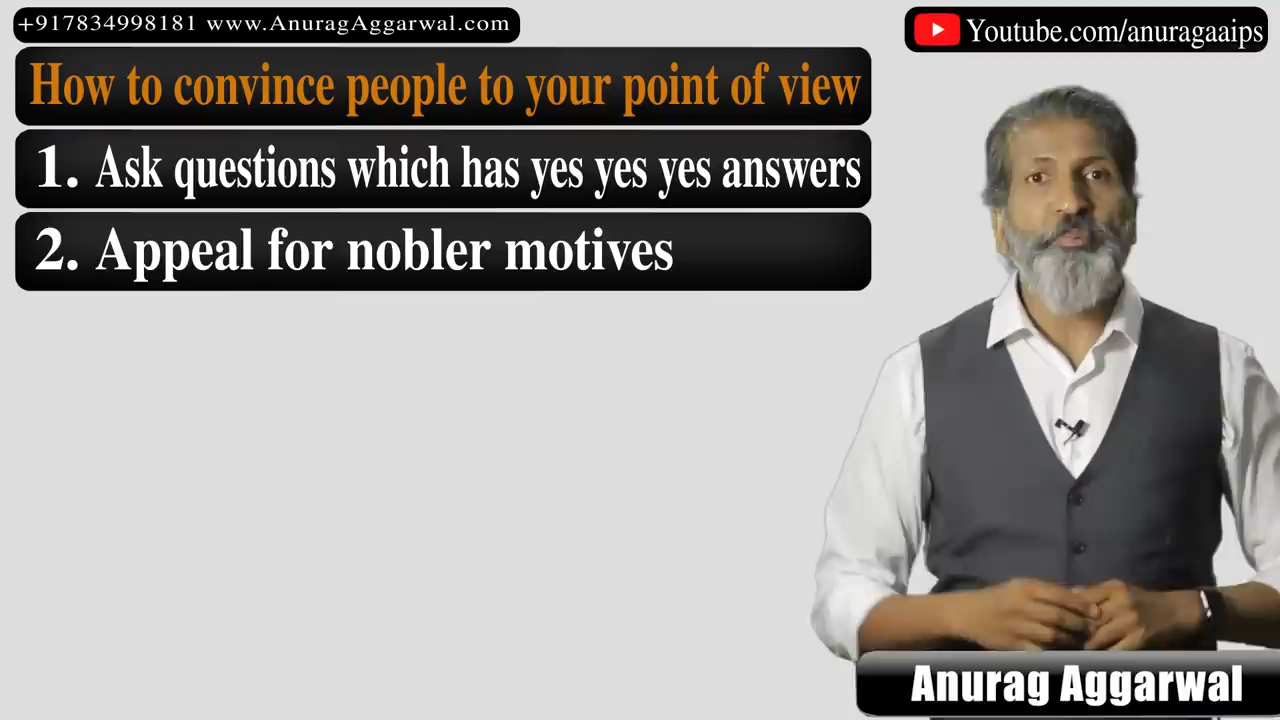 +917834998181 www.AnuragAggarwal.com
Youtube.com/anuragaaips
How to convince people to your point of view
1. Ask questions which has yes yes yes answers
2. Appeal for nobler motives
Anurag Aggarwal